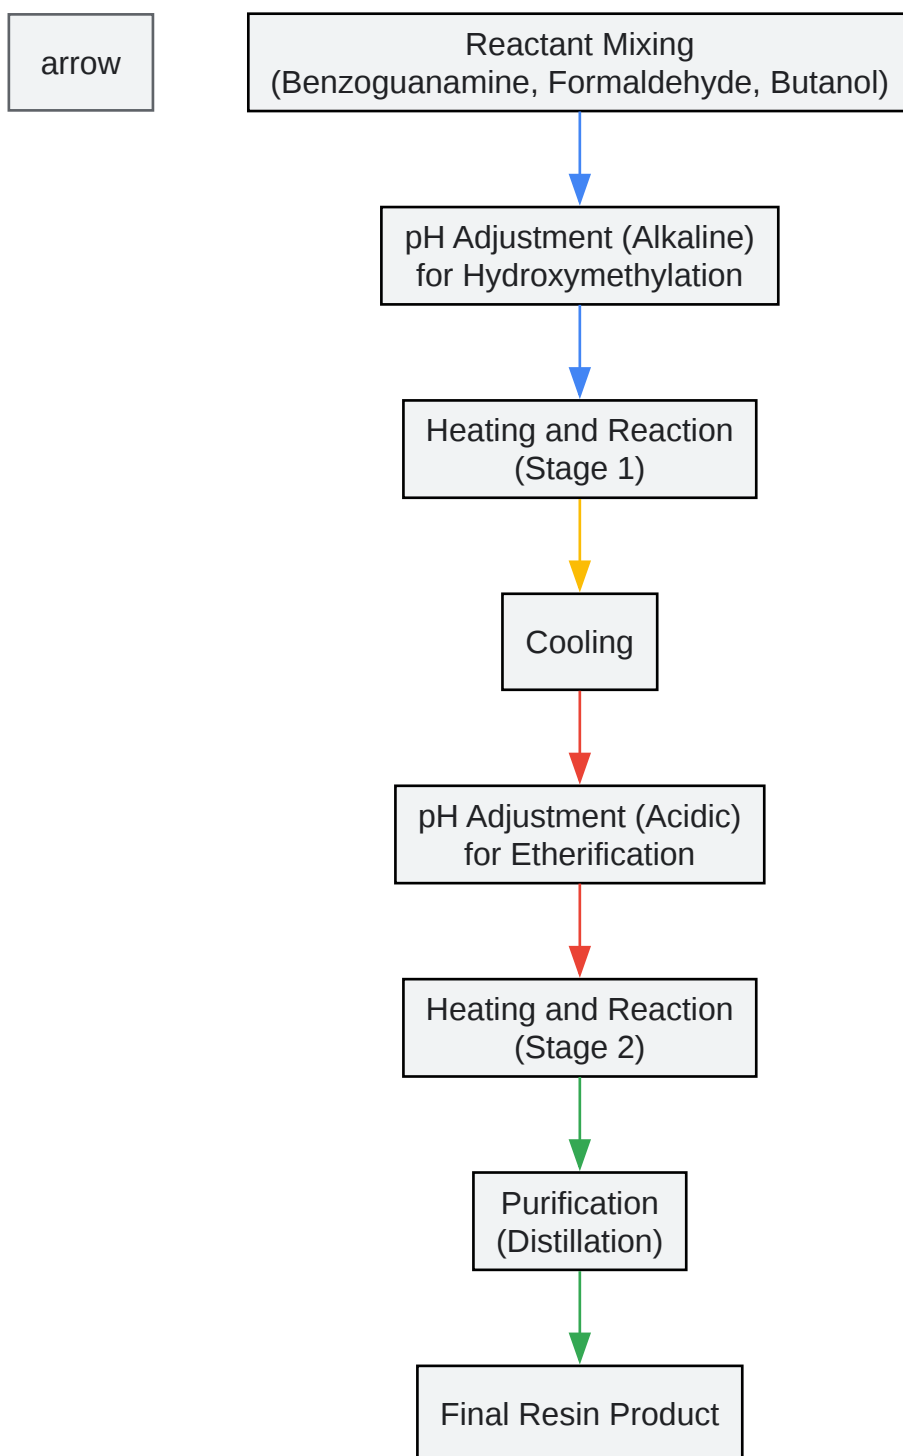 arrow
Reactant Mixing
(Benzoguanamine, Formaldehyde, Butanol)
pH Adjustment (Alkaline)
for Hydroxymethylation
Heating and Reaction
(Stage 1)
Cooling
pH Adjustment (Acidic)
for Etherification
Heating and Reaction
(Stage 2)
Purification
(Distillation)
Final Resin Product